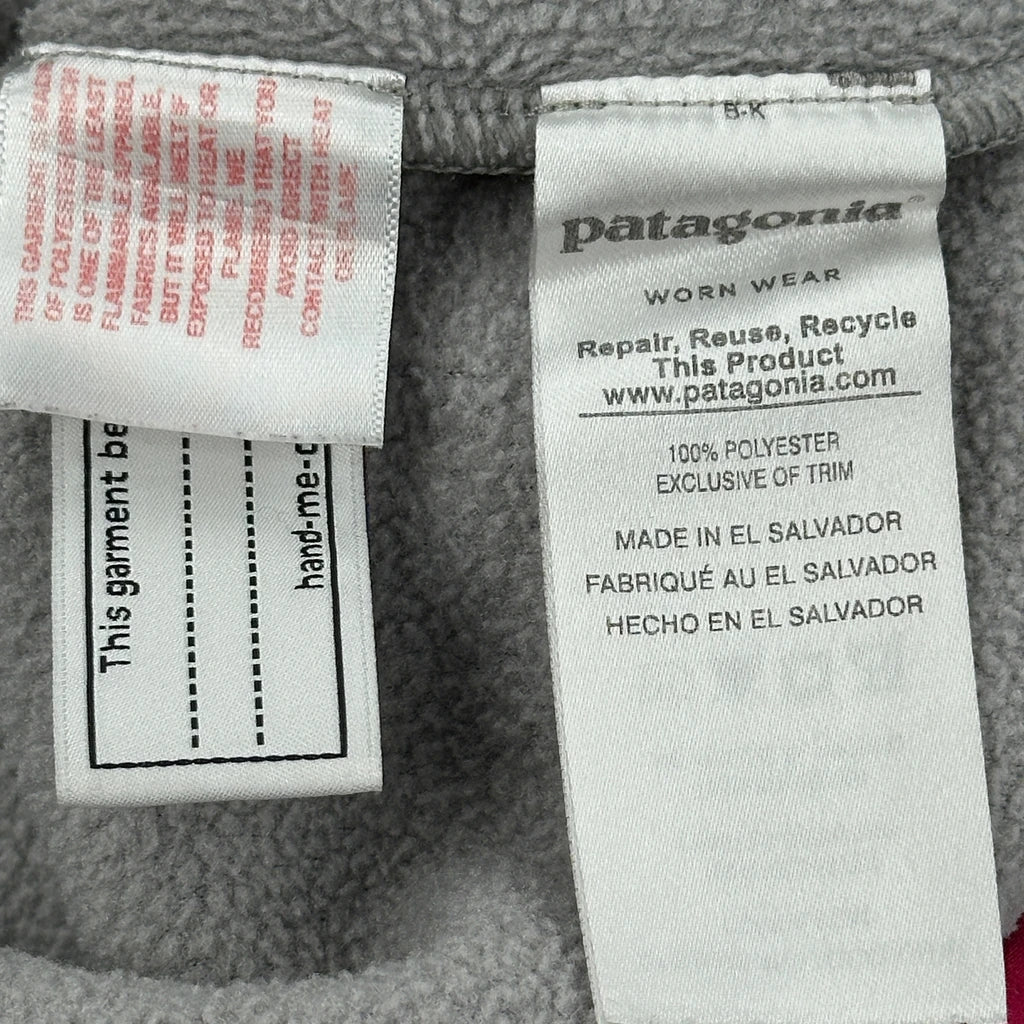 THIS GARMENT IS MADE
OF POLYESTER WHICH
IS ONE OF THE LEAST
FLAMMABLE APPAREL
FABRICS AVAILABLE.
BUT IT WILL MELT IF
EXPOSED TO HEAT OR
FLAME. WE
RECOMMEND THAT YOU
AVOID DIRECT
CONTACT WITH HEAT
OR FLAME
This garment be
hand-me-
B-K
patagonia®
WORN WEAR
Repair, Reuse, Recycle
This Product
www.patagonia.com
100% POLYESTER
EXCLUSIVE OF TRIM
MADE IN EL SALVADOR
FABRIQUÉ AU EL SALVADOR
HECHO EN EL SALVADOR